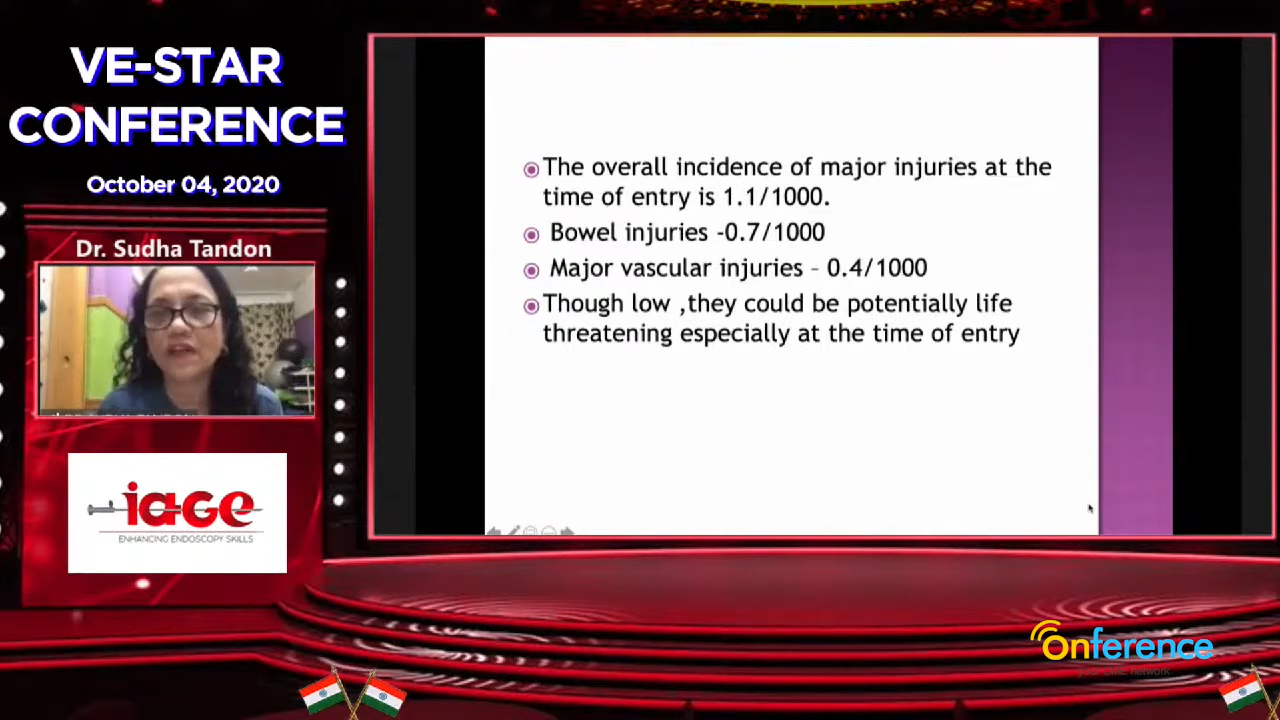 VE-STAR
CONFERENCE
October 04, 2020
Dr. Sudha Tandon
iage
ENHANCING ENDOSCOPY SKILLS
The overall incidence of major injuries at the
time of entry is 1.1/1000.
Bowel injuries -0.7/1000
Major vascular injuries – 0.4/1000
Though low ,they could be potentially life
threatening especially at the time of entry
Onference